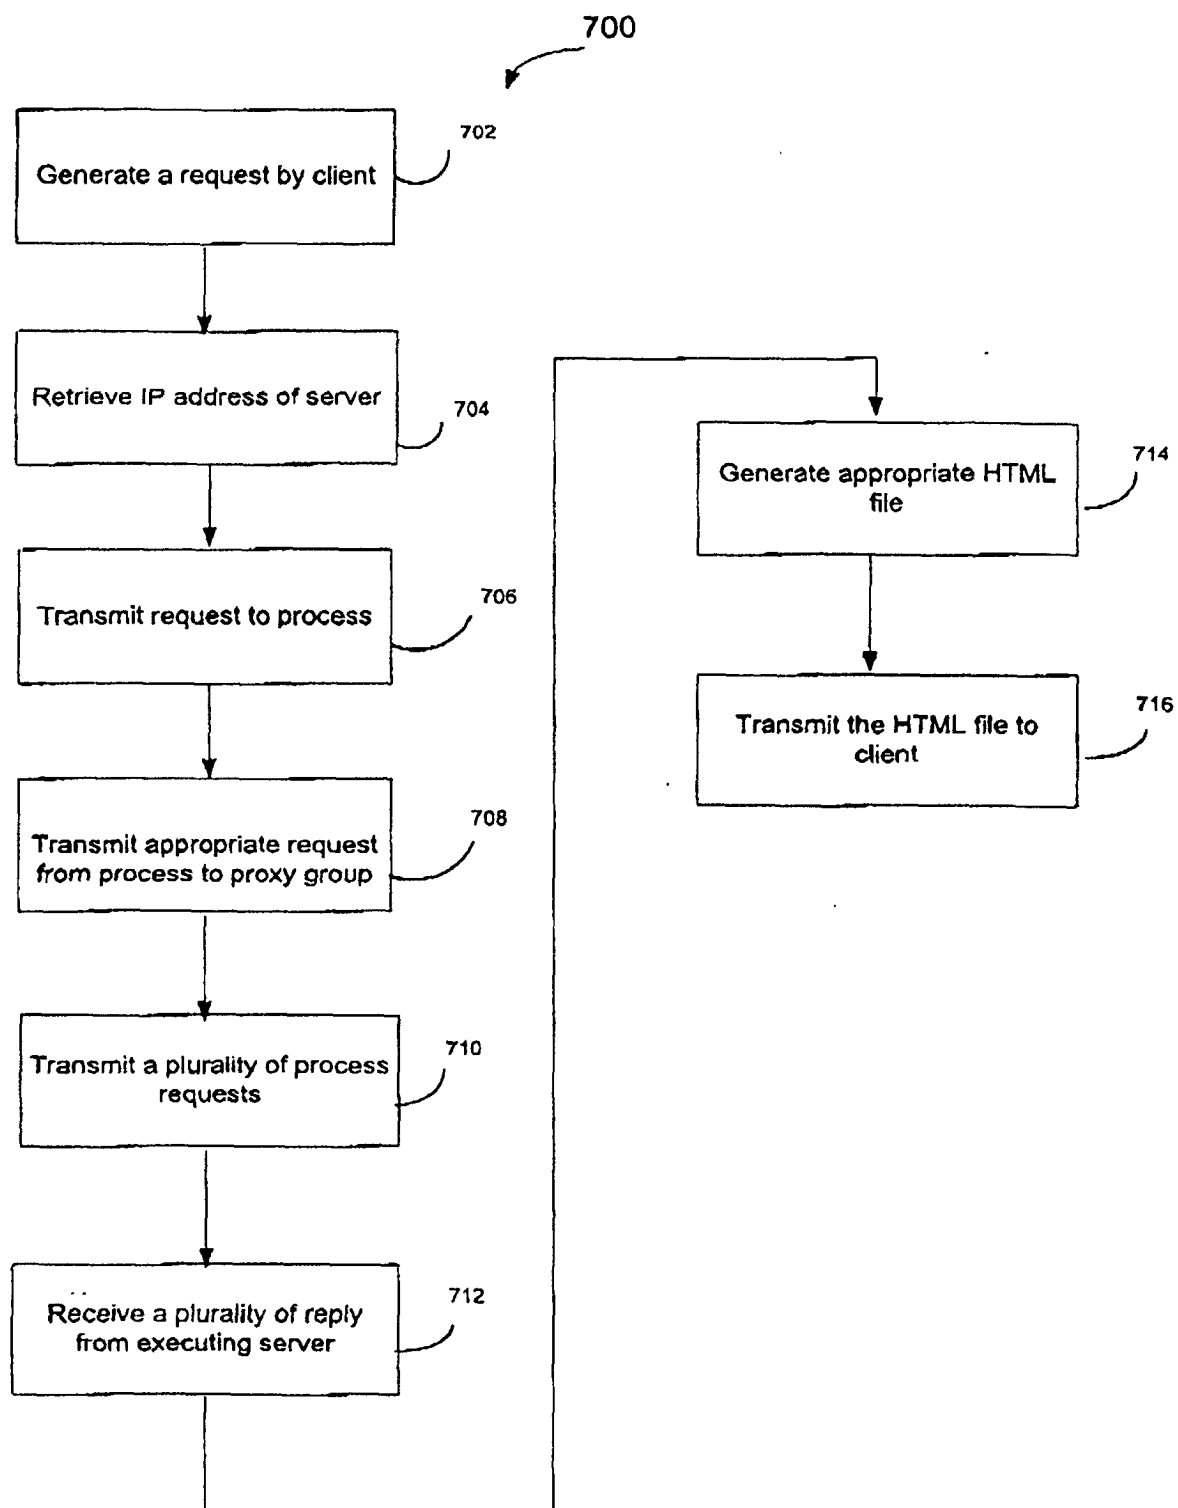 700
702
Generate a request by client
Retrieve IP address of server
704
706
Transmit request to process
708
Transmit appropriate request
from process to proxy group
710
Transmit a plurality of process
requests
712
Receive a plurality of reply
from executing server
714
Generate appropriate HTML
file
716
Transmit the HTML file to
client